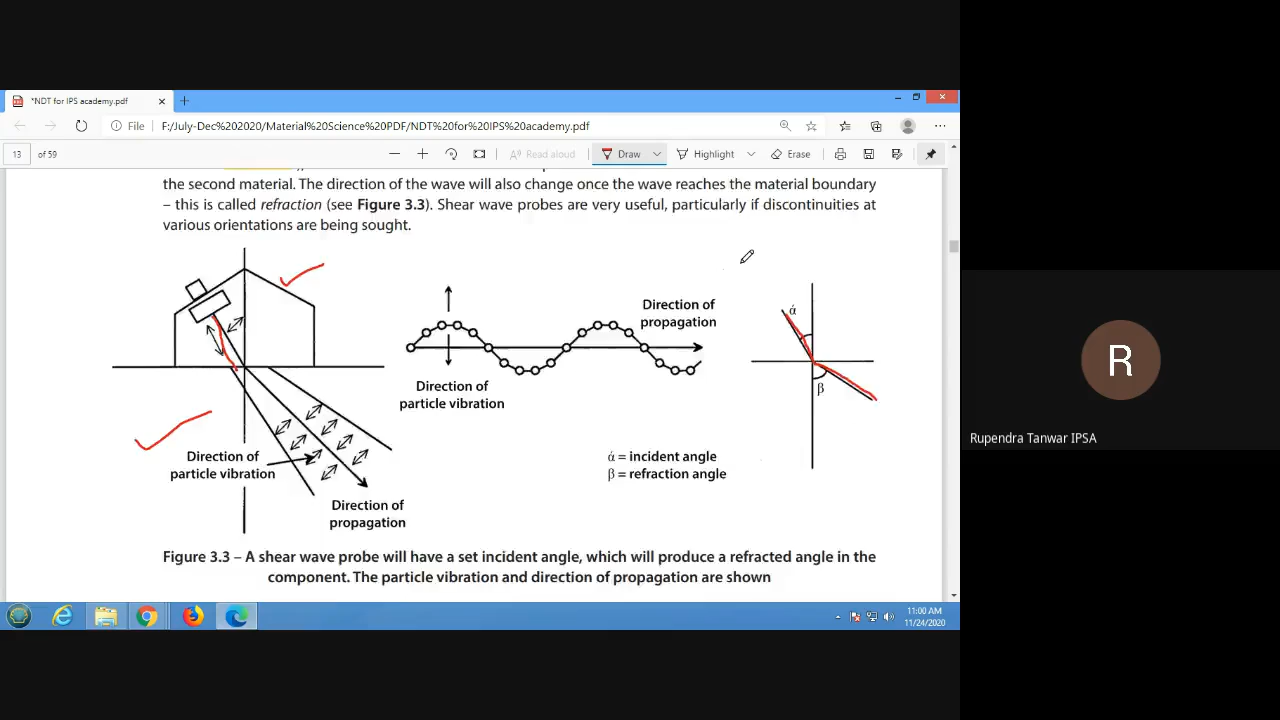 *NDT for IPS academy.pdf
File | F:/July-Dec%202020/Material%20Science%20PDF/NDT%20for%20IPS%20academy.pdf
13 of 59
Read aloud
Draw
Highlight
Erase
the second material. The direction of the wave will also change once the wave reaches the material boundary
– this is called refraction (see Figure 3.3). Shear wave probes are very useful, particularly if discontinuities at
various orientations are being sought.
Direction of
propagation
Direction of
particle vibration
ά
β
Direction of
particle vibration
Direction of
propagation
ά = incident angle
β = refraction angle
Figure 3.3 – A shear wave probe will have a set incident angle, which will produce a refracted angle in the
component. The particle vibration and direction of propagation are shown
11:00 AM
11/24/2020
R
Rupendra Tanwar IPSA